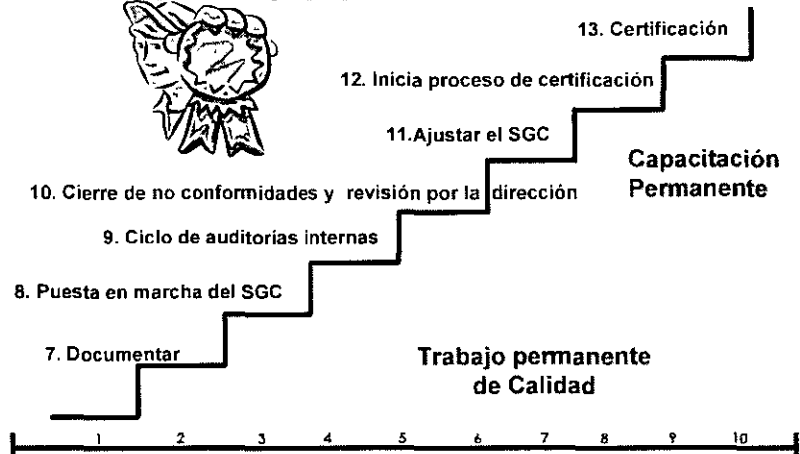 13. Certificación
12. Inicia proceso de certificación
11.Ajustar el SGC
Capacitación
Permanente
10. Cierre de no conformidades y revisión por la dirección
9. Ciclo de auditorías internas
8. Puesta en marcha del SGC
7. Documentar
Trabajo permanente
de Calidad
1 2 3 4 5 6 7 8 9 10